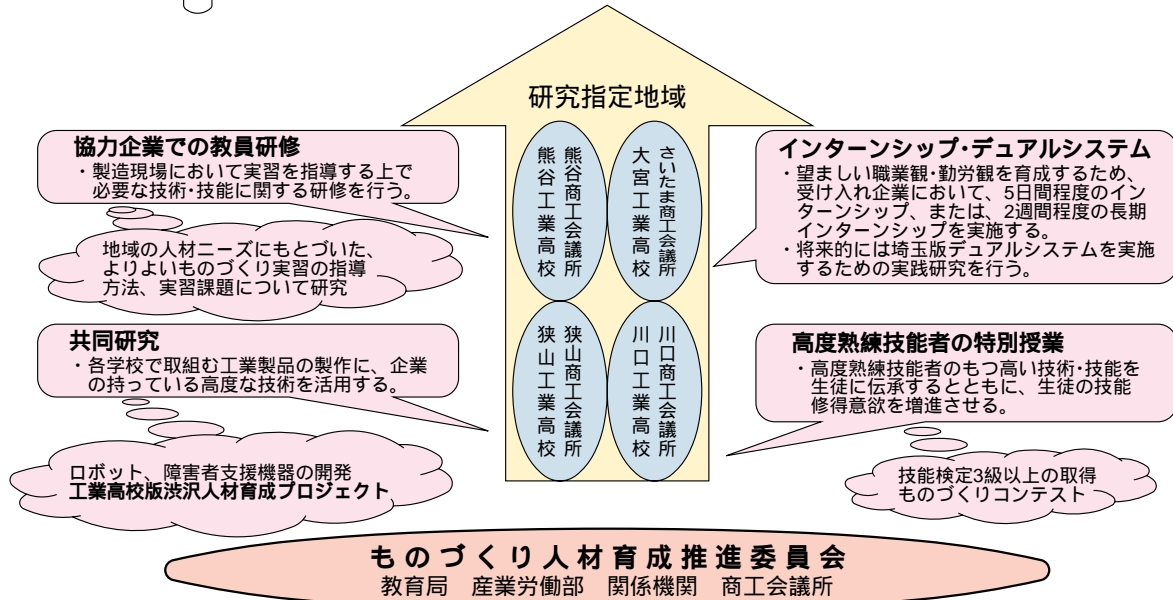 研究指定地域
熊谷商工会議所
熊谷工業高校
さいたま商工会議所
大宮工業高校
狭山商工会議所
狭山工業高校
川口商工会議所
川口工業高校
協力企業での教員研修
・製造現場において実習を指導する上で
必要な技術・技能に関する研修を行う。
地域の人材ニーズにもとづいた、
よりよいものづくり実習の指導
方法、実習課題について研究
共同研究
・各学校で取組む工業製品の製作に、企業
の持っている高度な技術を活用する。
ロボット、障害者支援機器の開発
工業高校版渋沢人材育成プロジェクト
インターンシップ・デュアルシステム
・望ましい職業観・勤労観を育成するため、
受け入れ企業において、5日間程度のイン
ターンシップ、または、2週間程度の長期
インターンシップを実施する。
・将来的には埼玉版デュアルシステムを実施
するための実践研究を行う。
高度熟練技能者の特別授業
・高度熟練技能者のもつ高い技術・技能を
生徒に伝承するとともに、生徒の技能
修得意欲を増進させる。
技能検定3級以上の取得
ものづくりコンテスト
ものづくり人材育成推進委員会
教育局　産業労働部　関係機関　商工会議所